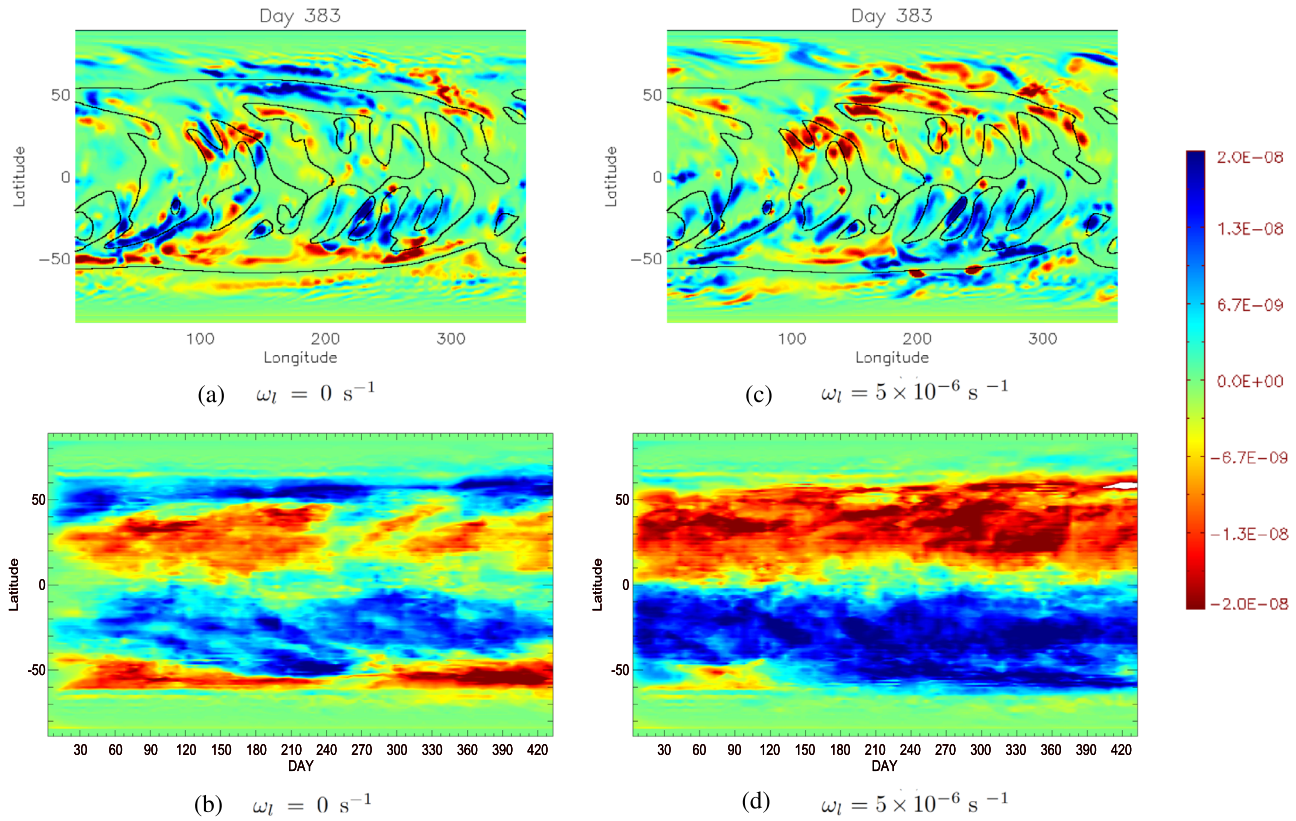 Day 383
Latitude
50
0
−50
100
200
300
Longitude
(a) ω_l = 0 s⁻¹
Day 383
Latitude
50
0
−50
100
200
300
Longitude
(c) ω_l = 5 × 10⁻⁶ s ⁻¹
2.0E−08
1.3E−08
6.7E−09
0.0E+00
−6.7E−09
−1.3E−08
−2.0E−08
Latitude
50
0
-50
30 60 90 120 150 180 210 240 270 300 330 360 390 420
DAY
(b) ω_l = 0 s⁻¹
Latitude
50
0
-50
30 60 90 120 150 180 210 240 270 300 330 360 390 420
DAY
(d) ω_l = 5 × 10⁻⁶ s ⁻¹